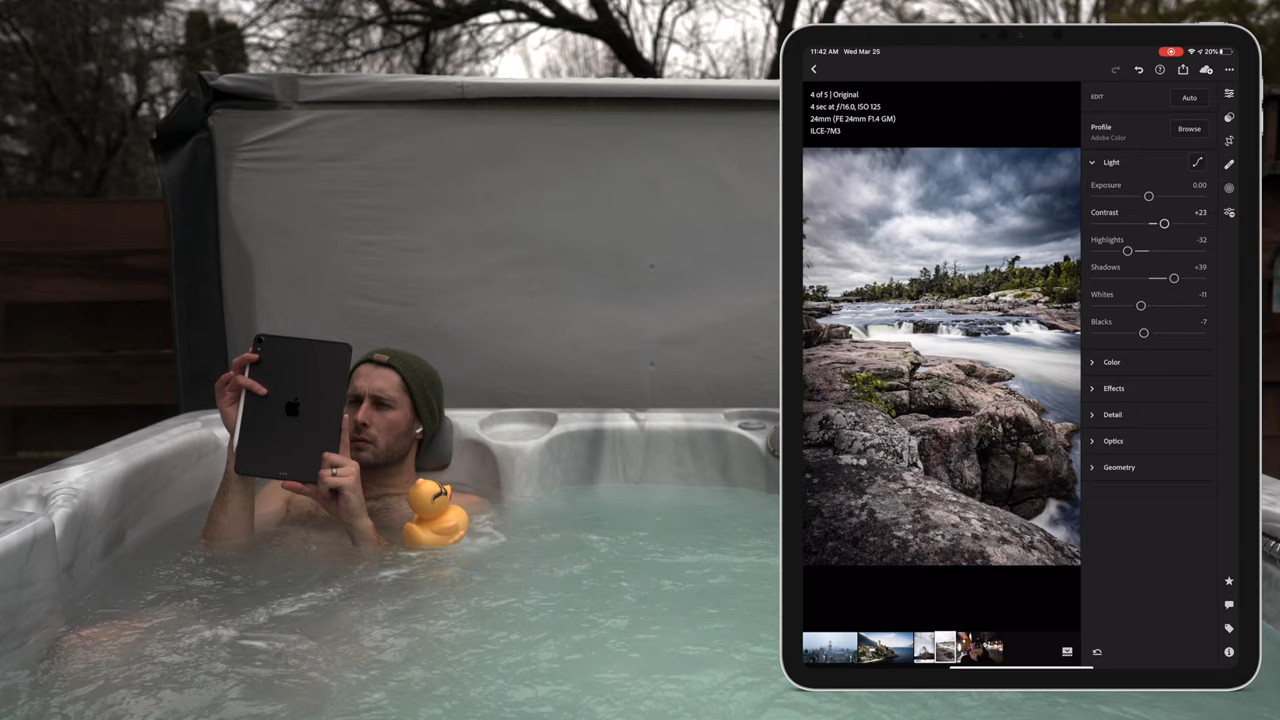 11:42 AM Wed Mar 25
20%
4 of 5 | Original
4 sec at ƒ/16.0, ISO 125
24mm (FE 24mm F1.4 GM)
ILCE-7M3
EDIT
Auto
Profile
Adobe Color
Browse
Light
Exposure 0.00
Contrast +23
Highlights -32
Shadows +39
Whites -11
Blacks -7
Color
Effects
Detail
Optics
Geometry